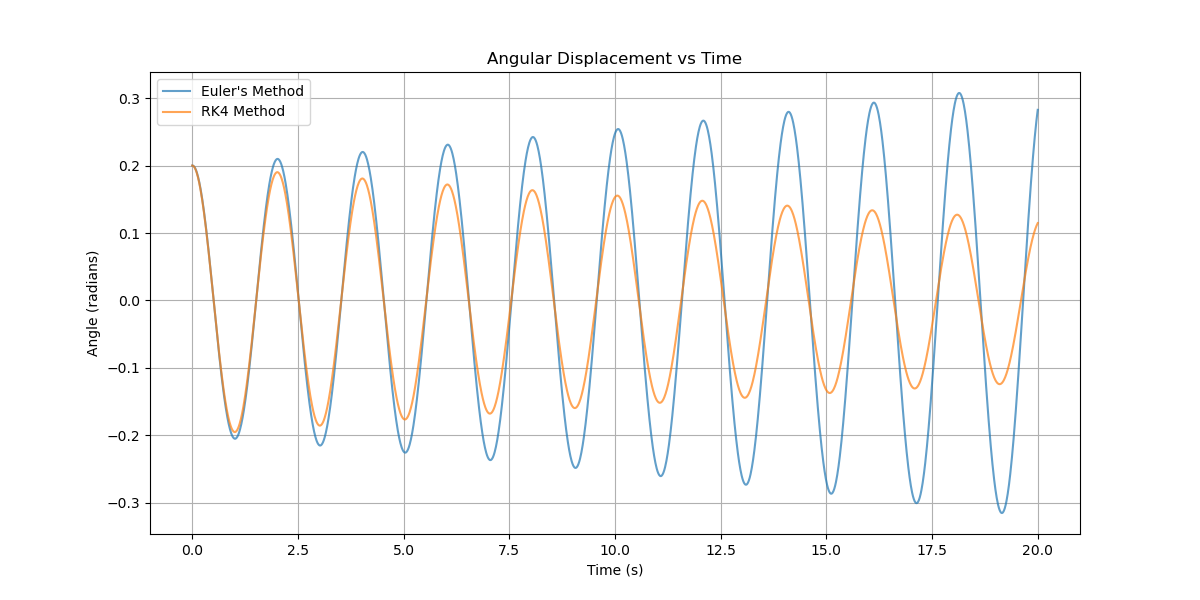 Angular Displacement vs Time
Euler's Method
RK4 Method
Angle (radians)
0.3
0.2
0.1
0.0
−0.1
−0.2
−0.3
0.0 2.5 5.0 7.5 10.0 12.5 15.0 17.5 20.0
Time (s)